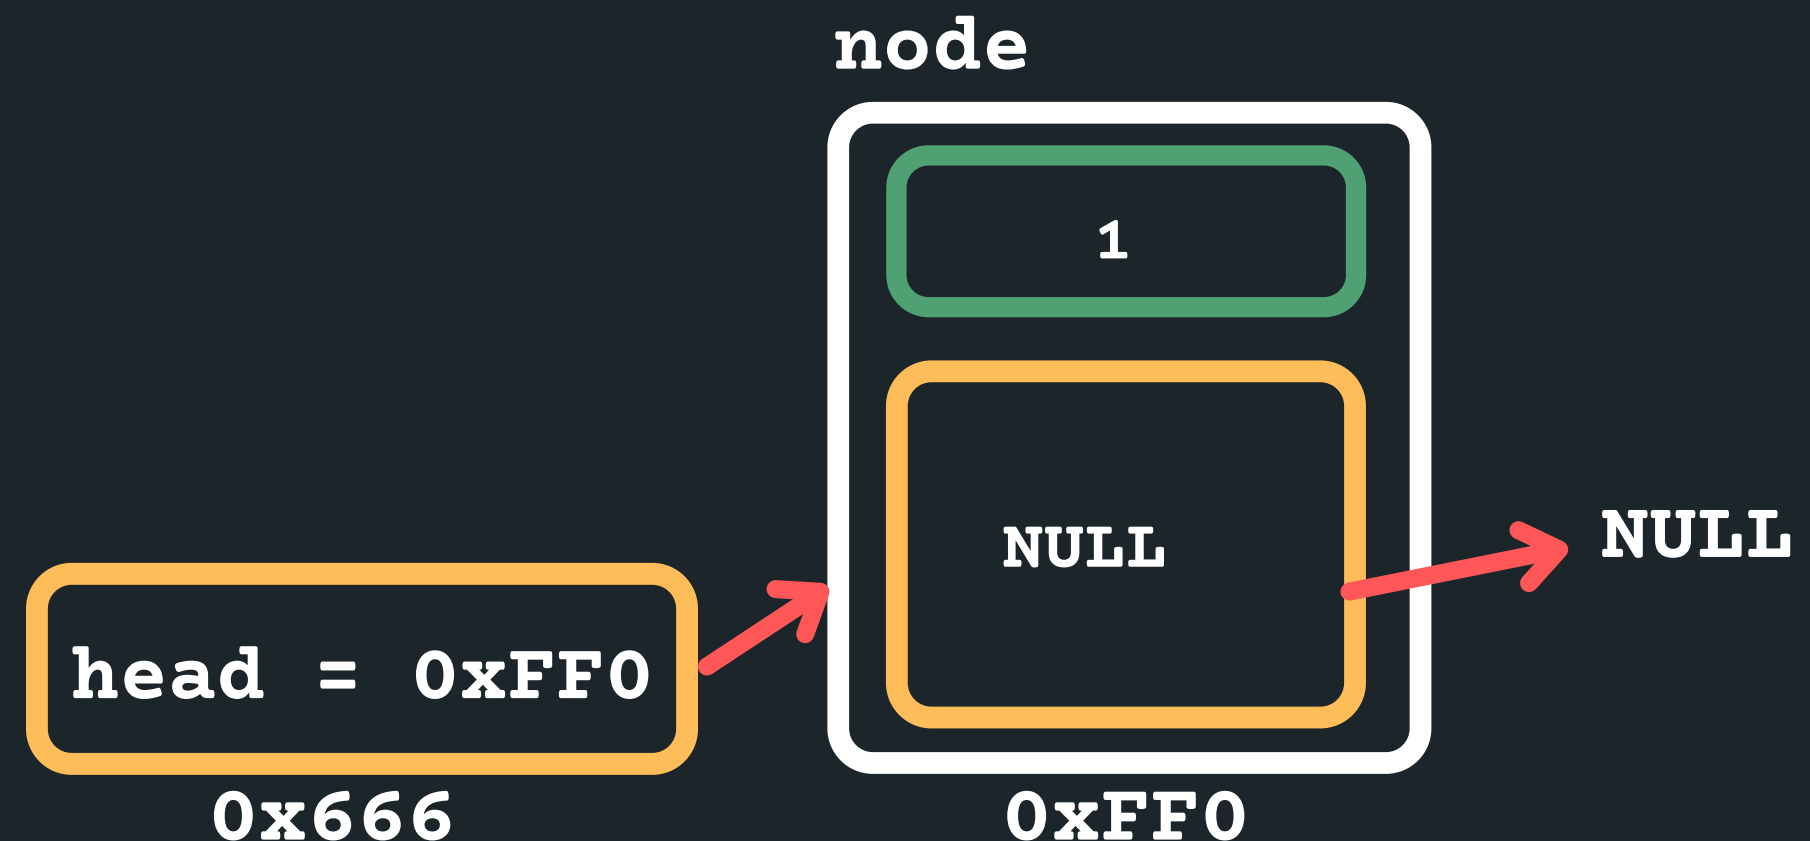 node
1
NULL
NULL
head = 0xFF0
0x666
0xFF0